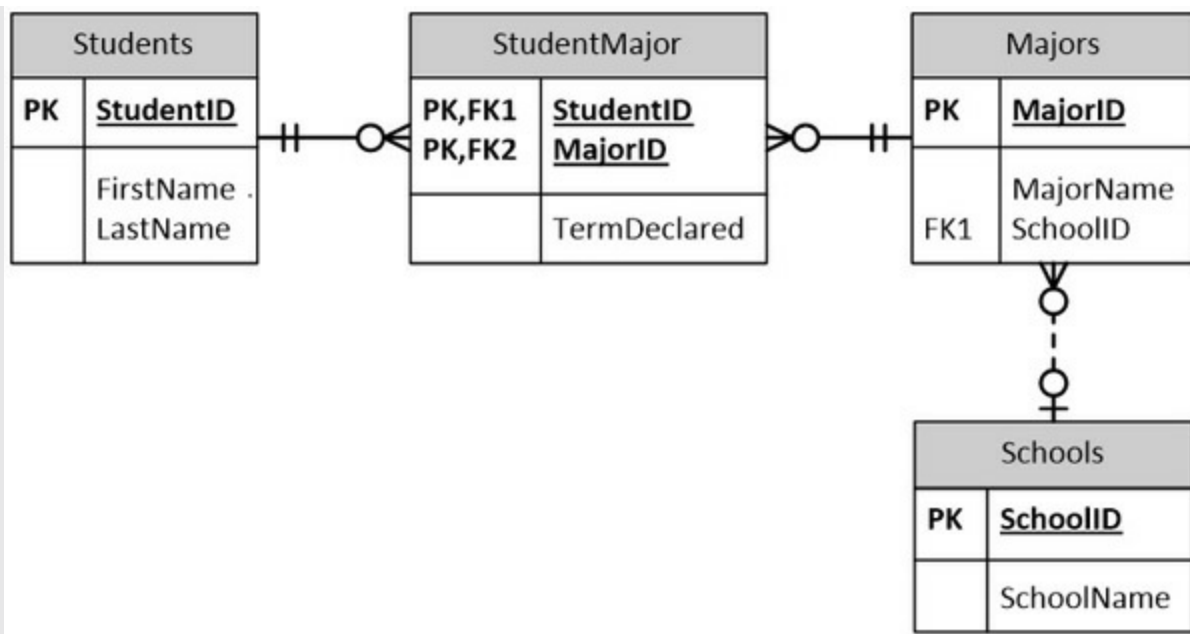 Students
PK StudentID
FirstName
LastName
StudentMajor
PK,FK1 StudentID
PK,FK2 MajorID
TermDeclared
Majors
PK MajorID
MajorName
FK1 SchoolID
Schools
PK SchoolID
SchoolName